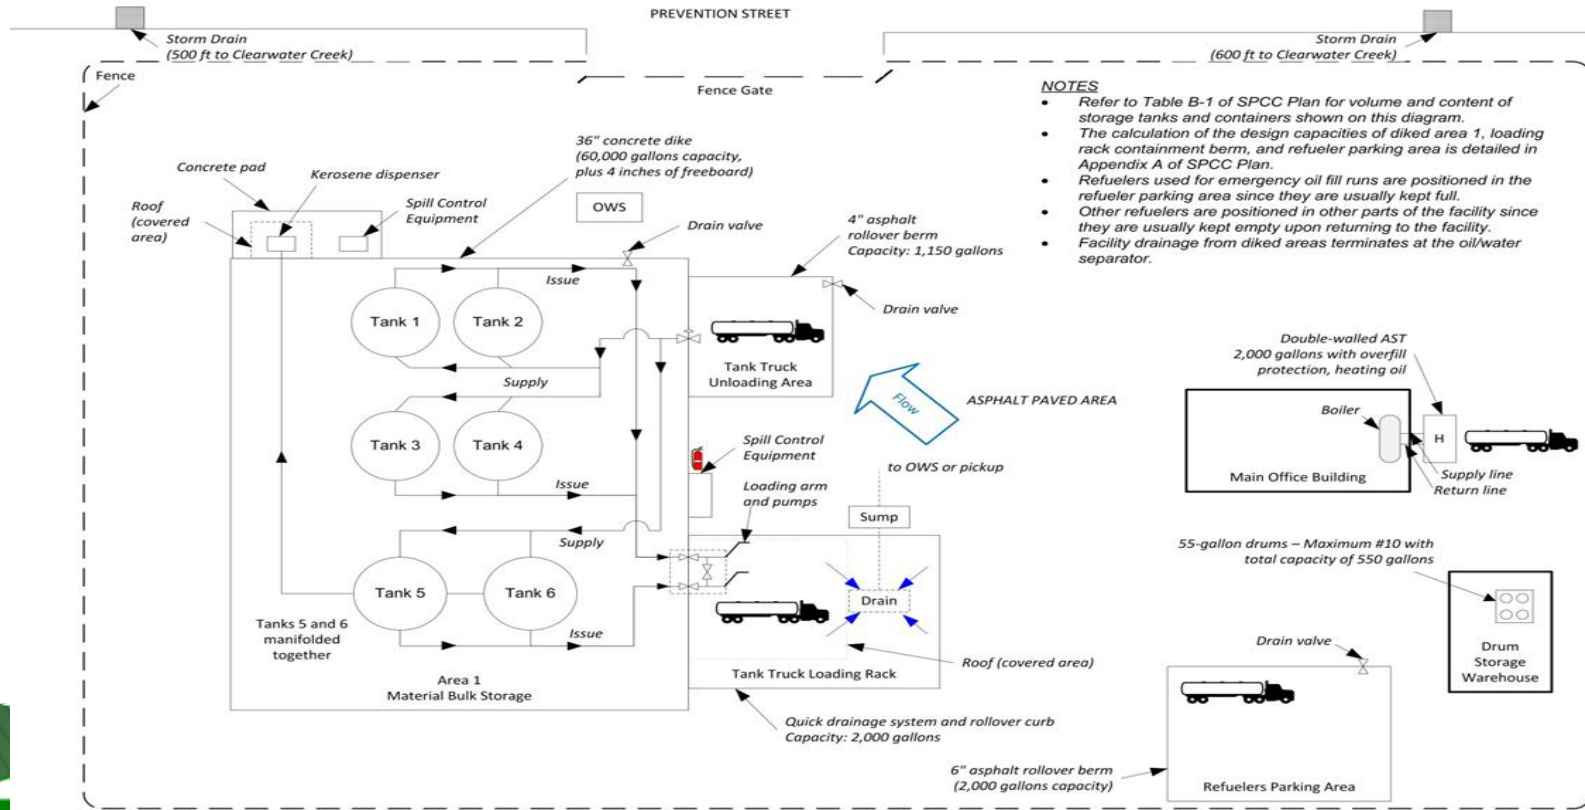 PREVENTION STREET
Storm Drain
(500 ft to Clearwater Creek)
Storm Drain
(600 ft to Clearwater Creek)
Fence
Fence Gate
NOTES
• Refer to Table B-1 of SPCC Plan for volume and content of
storage tanks and containers shown on this diagram.
• The calculation of the design capacities of diked area 1, loading
rack containment berm, and refueler parking area is detailed in
Appendix A of SPCC Plan.
• Refuelers used for emergency oil fill runs are positioned in the
refueler parking area since they are usually kept full.
• Other refuelers are positioned in other parts of the facility since
they are usually kept empty upon returning to the facility.
• Facility drainage from diked areas terminates at the oil/water
separator.
36" concrete dike
(60,000 gallons capacity,
plus 4 inches of freeboard)
Concrete pad
Kerosene dispenser
Roof
(covered
area)
Spill Control
Equipment
OWS
Drain valve
4" asphalt
rollover berm
Capacity: 1,150 gallons
Drain valve
Issue
Tank 1
Tank 2
Tank Truck
Unloading Area
Supply
Flow
ASPHALT PAVED AREA
Double-walled AST
2,000 gallons with overfill
protection, heating oil
Boiler
H
Supply line
Return line
Main Office Building
Tank 3
Tank 4
Spill Control
Equipment
to OWS or pickup
Issue
Loading arm
and pumps
Sump
Supply
55-gallon drums – Maximum #10 with
total capacity of 550 gallons
Tank 5
Tank 6
Drain
Tanks 5 and 6
manifolded
together
Issue
Roof (covered area)
Tank Truck Loading Rack
Area 1
Material Bulk Storage
Drain valve
Drum
Storage
Warehouse
Quick drainage system and rollover curb
Capacity: 2,000 gallons
6" asphalt rollover berm
(2,000 gallons capacity)
Refuelers Parking Area